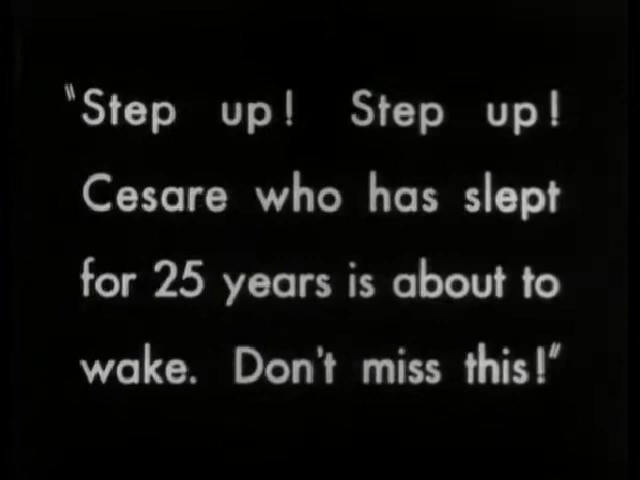 "Step up! Step up!
Cesare who has slept
for 25 years is about to
wake. Don't miss this!"